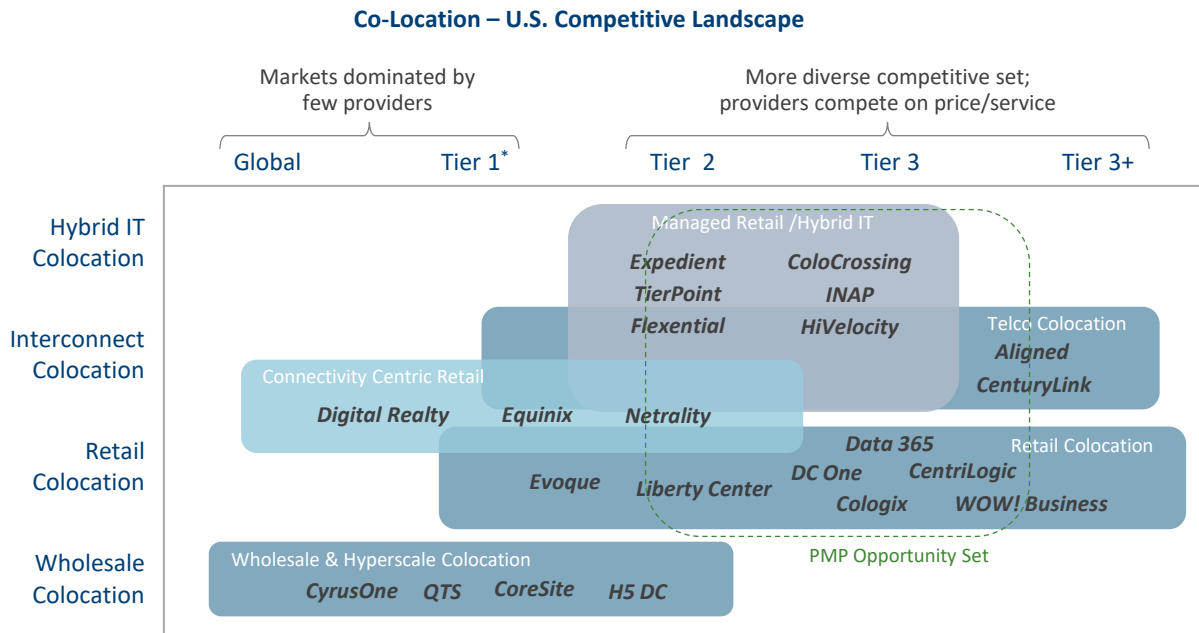 Co-Location – U.S. Competitive Landscape
Markets dominated by
few providers
More diverse competitive set;
providers compete on price/service
Global
Tier 1*
Tier 2
Tier 3
Tier 3+
Hybrid IT
Colocation
Managed Retail /Hybrid IT
Expedient
ColoCrossing
TierPoint
INAP
Flexential
HiVelocity
Interconnect
Colocation
Telco Colocation
Aligned
CenturyLink
Connectivity Centric Retail
Digital Realty
Equinix
Netrality
Retail
Colocation
Retail Colocation
Data 365
Evoque
Liberty Center
DC One
CentriLogic
Cologix
WOW! Business
PMP Opportunity Set
Wholesale
Colocation
Wholesale & Hyperscale Colocation
CyrusOne
QTS
CoreSite
H5 DC